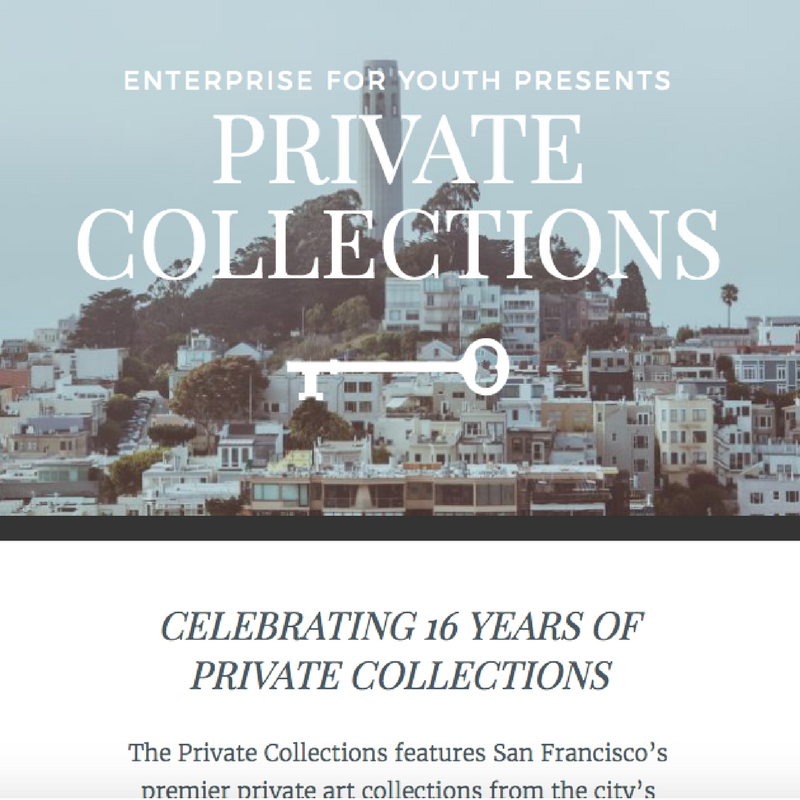 ENTERPRISE FOR YOUTH PRESENTS
PRIVATE
COLLECTIONS
CELEBRATING 16 YEARS OF
PRIVATE COLLECTIONS
The Private Collections features San Francisco’s
premier private art collections from the city’s